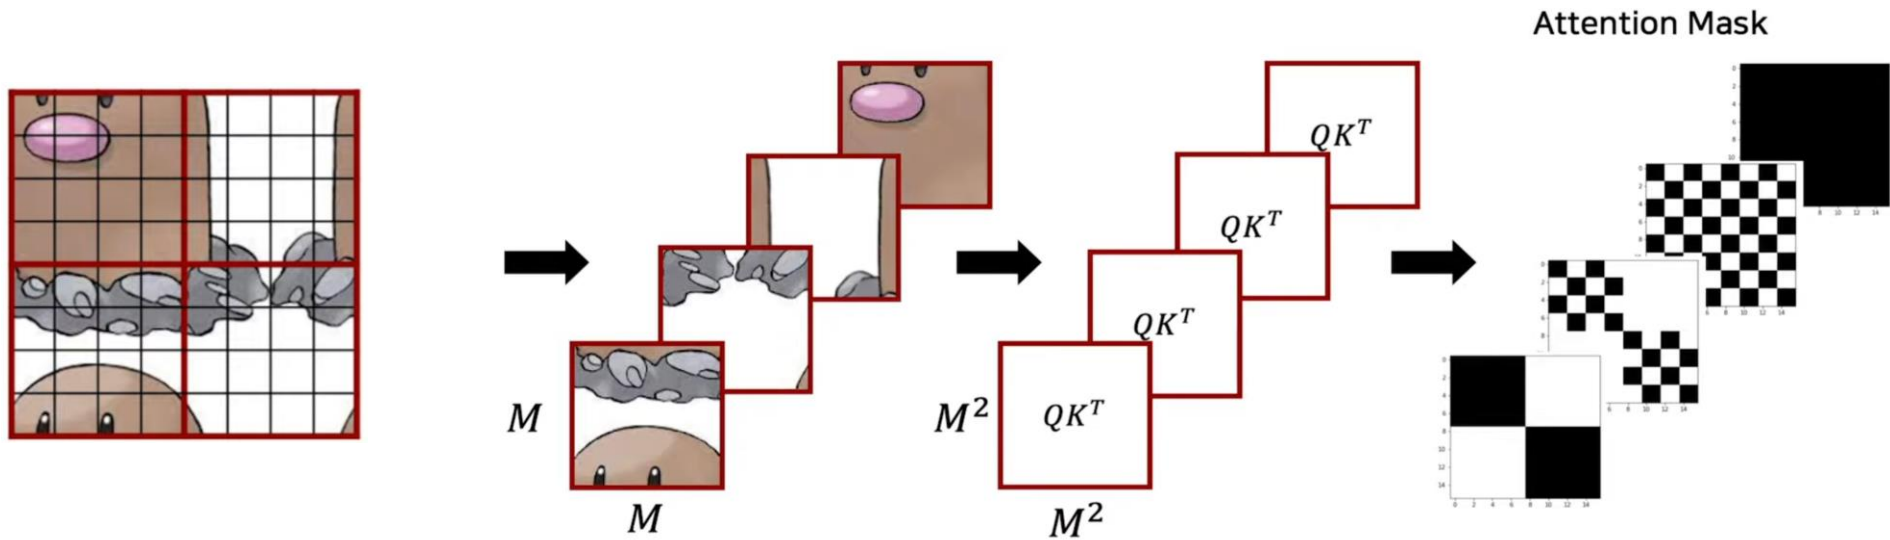 Attention Mask
QKᵀ
QKᵀ
QKᵀ
M
M² QKᵀ
M
M²